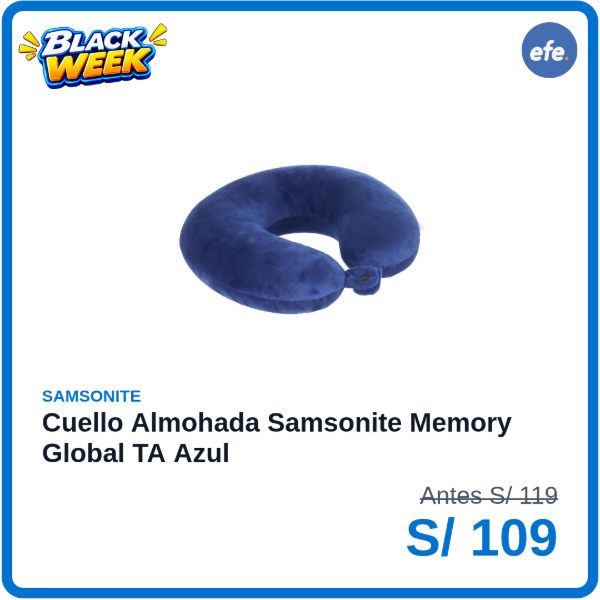 BLACK
WEEK
efe.
SAMSONITE
Cuello Almohada Samsonite Memory
Global TA Azul
Antes S/ 119
S/ 109